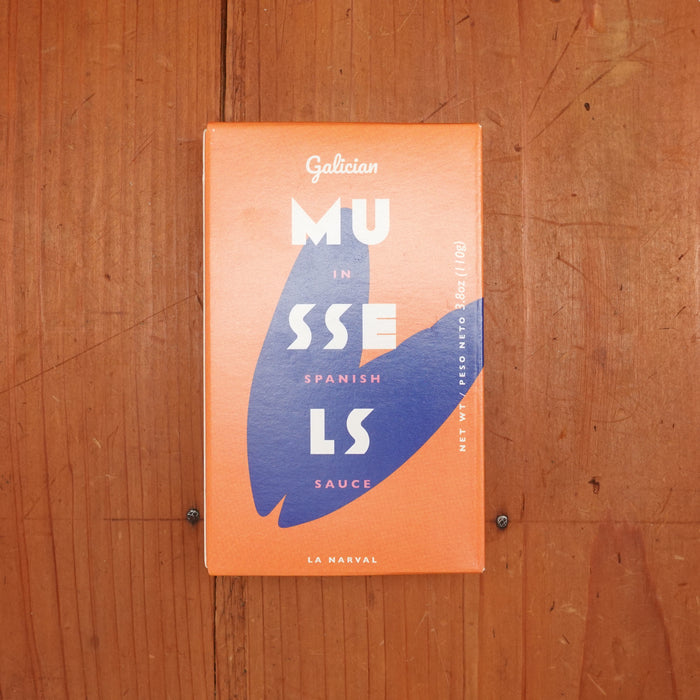 Galician
MU
IN
SSE
SPANISH
LS
SAUCE
LA NARVAL
NET WT / PESO NETO 3.8oz (110g)